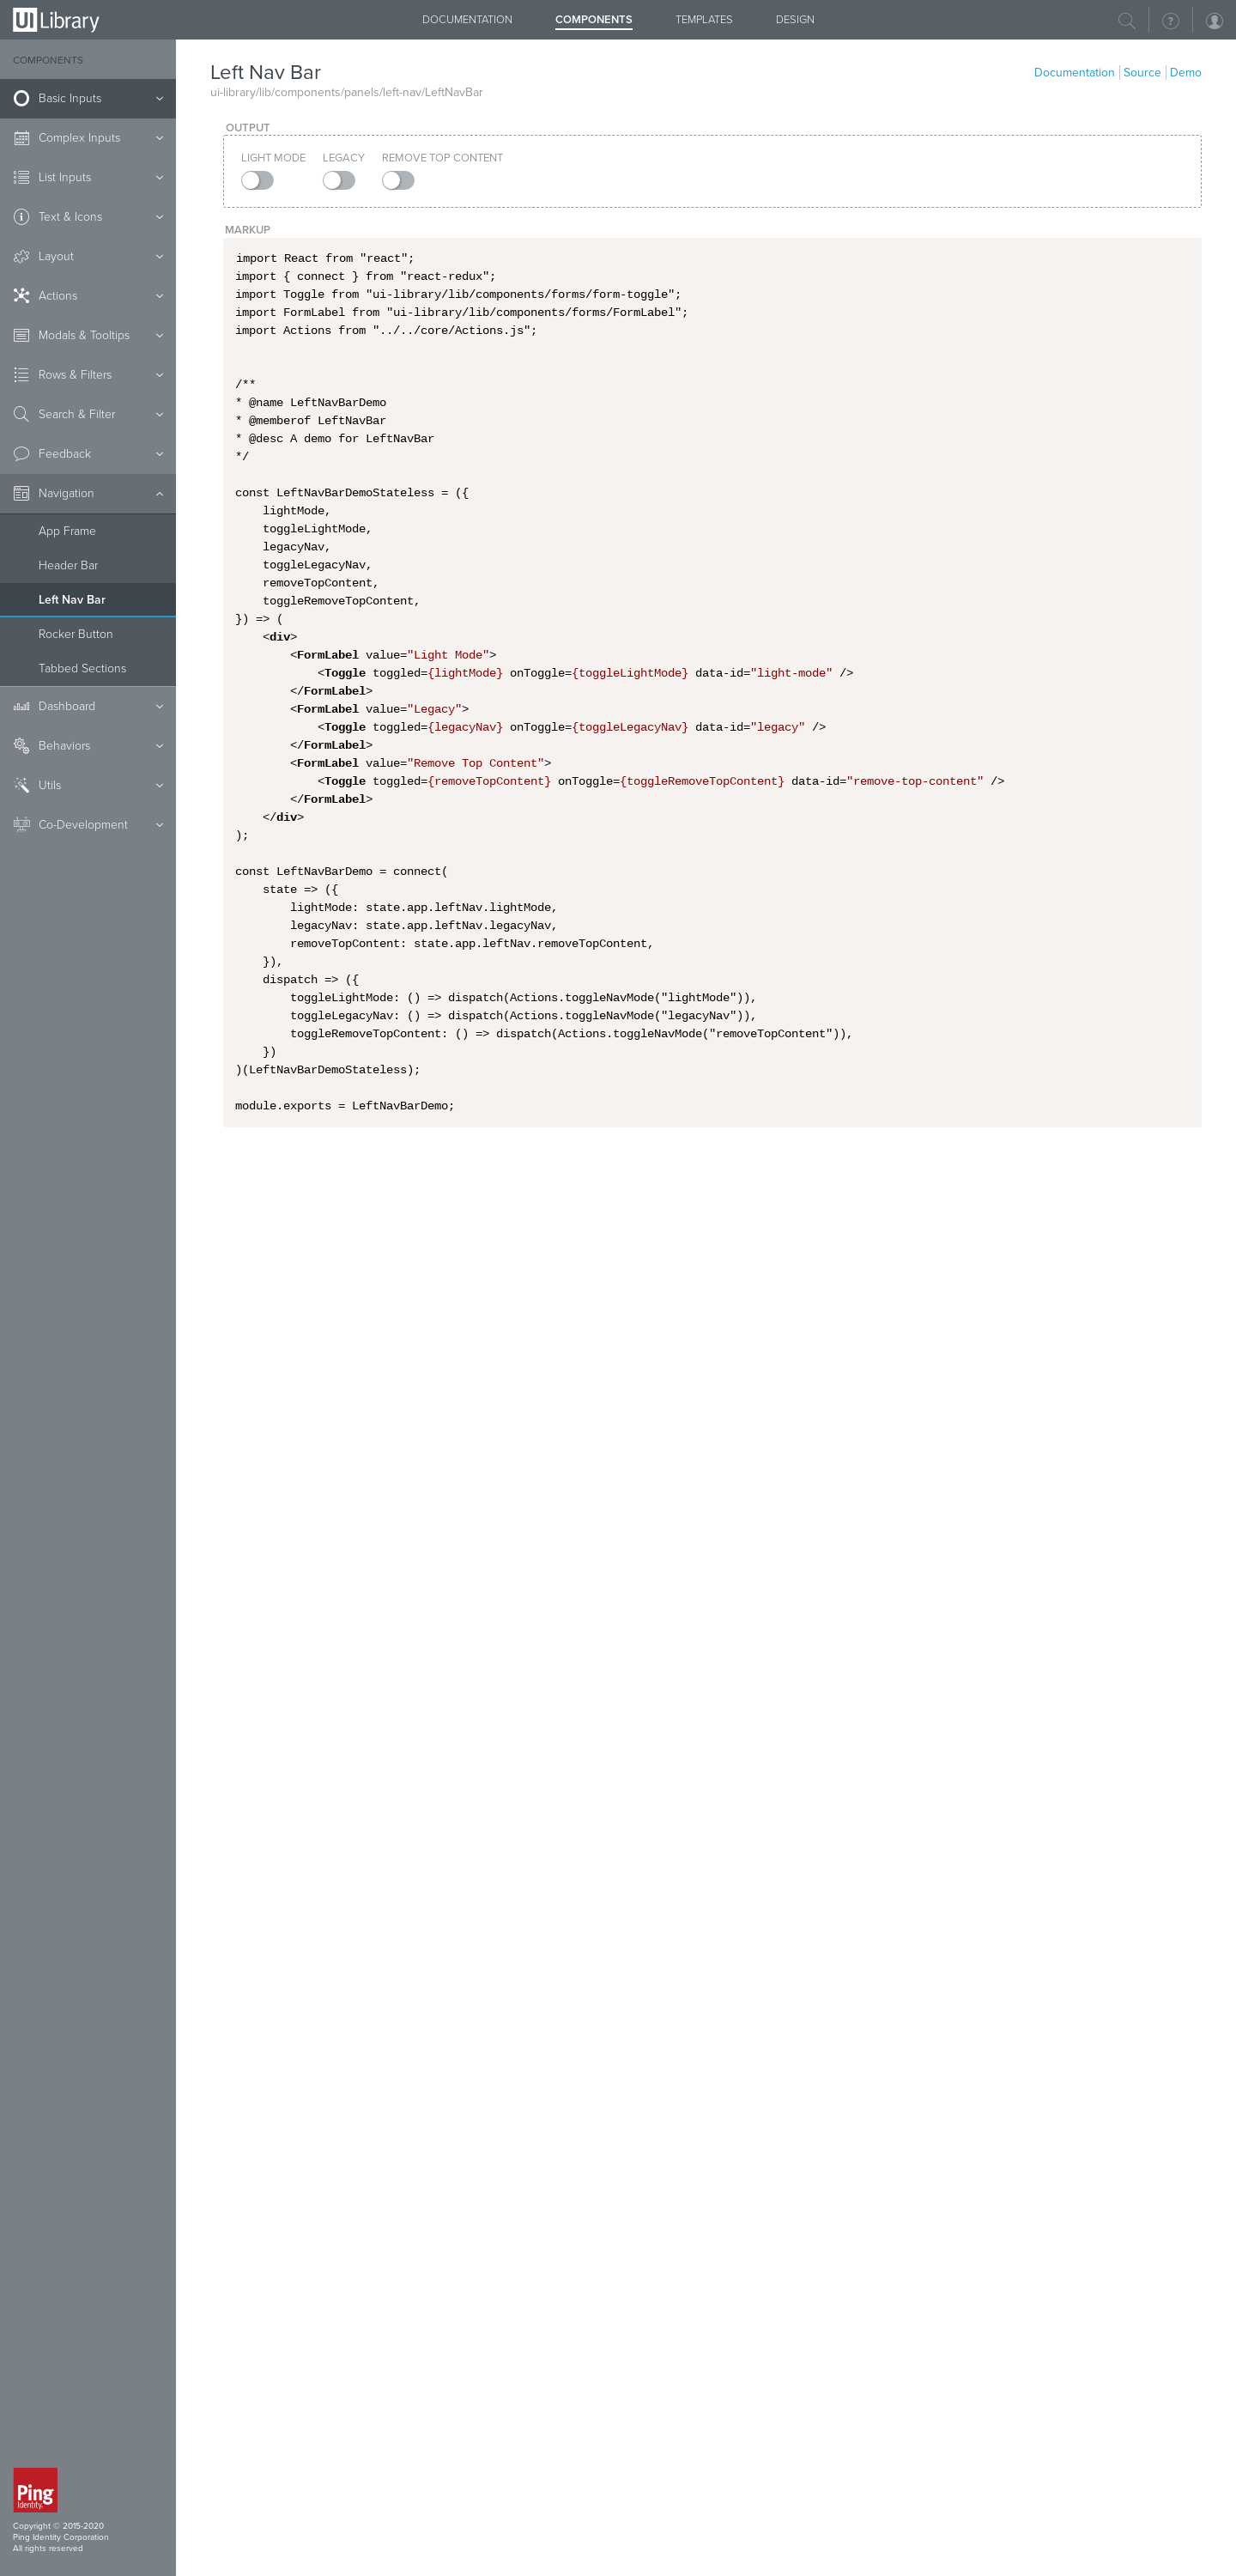 UI Library
DOCUMENTATION
COMPONENTS
TEMPLATES
DESIGN
COMPONENTS
Basic Inputs
Complex Inputs
List Inputs
Text & Icons
Layout
Actions
Modals & Tooltips
Rows & Filters
Search & Filter
Feedback
Navigation
App Frame
Header Bar
Left Nav Bar
Rocker Button
Tabbed Sections
Dashboard
Behaviors
Utils
Co-Development
Ping
Identity.
Copyright © 2015-2020
Ping Identity Corporation
All rights reserved
Left Nav Bar
Documentation
Source
Demo
ui-library/lib/components/panels/left-nav/LeftNavBar
OUTPUT
LIGHT MODE
LEGACY
REMOVE TOP CONTENT
MARKUP
import React from "react";
import { connect } from "react-redux";
import Toggle from "ui-library/lib/components/forms/form-toggle";
import FormLabel from "ui-library/lib/components/forms/FormLabel";
import Actions from "../../core/Actions.js";
/**
* @name LeftNavBarDemo
* @memberof LeftNavBar
* @desc A demo for LeftNavBar
*/
const LeftNavBarDemoStateless = ({
    lightMode,
    toggleLightMode,
    legacyNav,
    toggleLegacyNav,
    removeTopContent,
    toggleRemoveTopContent,
}) => (
    <div>
        <FormLabel value="Light Mode">
            <Toggle toggled={lightMode} onToggle={toggleLightMode} data-id="light-mode" />
        </FormLabel>
        <FormLabel value="Legacy">
            <Toggle toggled={legacyNav} onToggle={toggleLegacyNav} data-id="legacy" />
        </FormLabel>
        <FormLabel value="Remove Top Content">
            <Toggle toggled={removeTopContent} onToggle={toggleRemoveTopContent} data-id="remove-top-content" />
        </FormLabel>
    </div>
);
const LeftNavBarDemo = connect(
    state => ({
        lightMode: state.app.leftNav.lightMode,
        legacyNav: state.app.leftNav.legacyNav,
        removeTopContent: state.app.leftNav.removeTopContent,
    }),
    dispatch => ({
        toggleLightMode: () => dispatch(Actions.toggleNavMode("lightMode")),
        toggleLegacyNav: () => dispatch(Actions.toggleNavMode("legacyNav")),
        toggleRemoveTopContent: () => dispatch(Actions.toggleNavMode("removeTopContent")),
    })
)(LeftNavBarDemoStateless);
module.exports = LeftNavBarDemo;